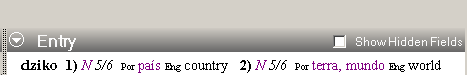 Entry Show Hidden Fields
dziko 1) N 5/6 Por país Eng country 2) N 5/6 Por terra, mundo Eng world